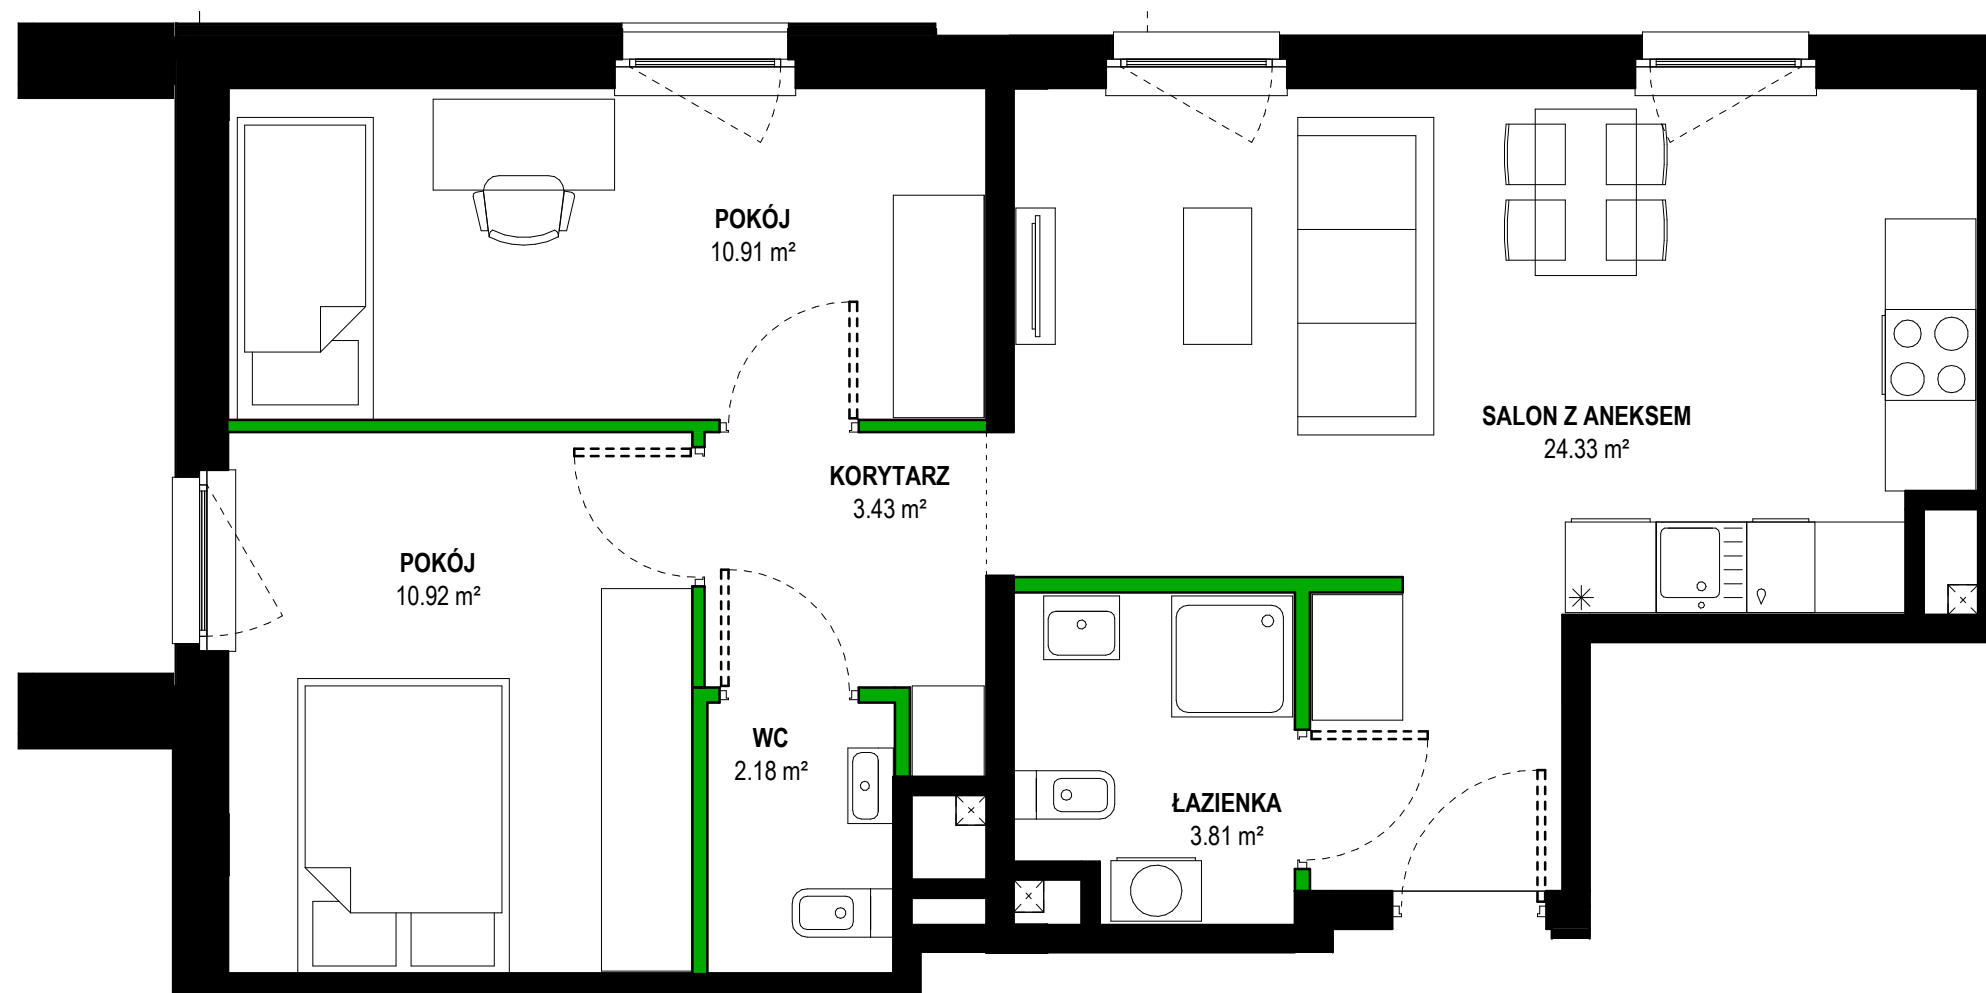 POKÓJ
10.91 m²
SALON Z ANEKSEM
24.33 m²
KORYTARZ
3.43 m²
POKÓJ
10.92 m²
WC
2.18 m²
ŁAZIENKA
3.81 m²